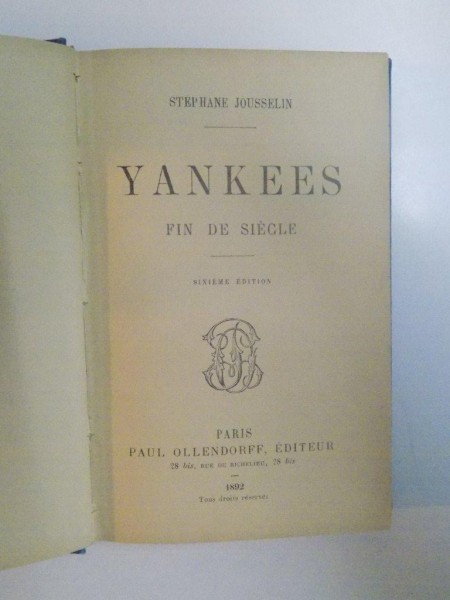 STÉPHANE JOUSSELIN
YANKEES
FIN DE SIÈCLE
SIXIÈME ÉDITION
PARIS
PAUL OLLENDORFF, ÉDITEUR
28 bis, RUE DE RICHELIEU, 28 bis
1892
Tous droits réservés